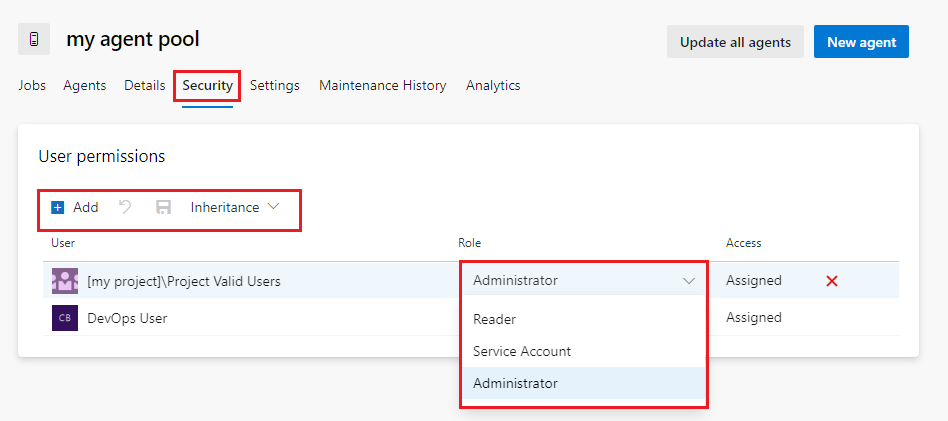 my agent pool
Update all agents
New agent
Jobs Agents Details Security Settings Maintenance History Analytics
User permissions
Add Inheritance
User Role Access
[my project]\Project Valid Users Administrator Assigned
CB DevOps User Assigned
Reader
Service Account
Administrator